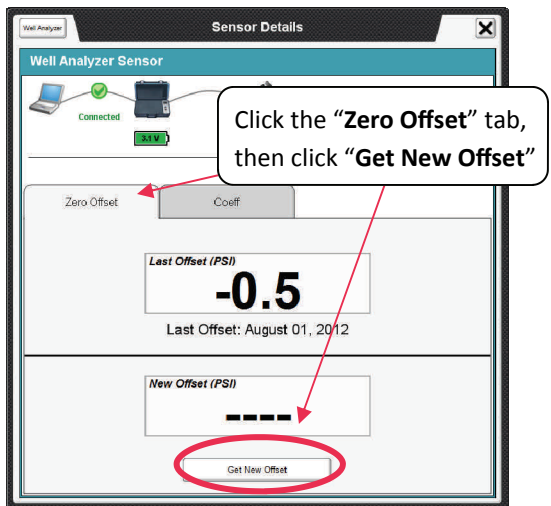 Well Analyzer
Sensor Details
Well Analyzer Sensor
Connected
3.1 V
Click the “Zero Offset” tab,
then click “Get New Offset”
Zero Offset
Coeff
Last Offset (PSI)
-0.5
Last Offset: August 01, 2012
New Offset (PSI)
----
Get New Offset